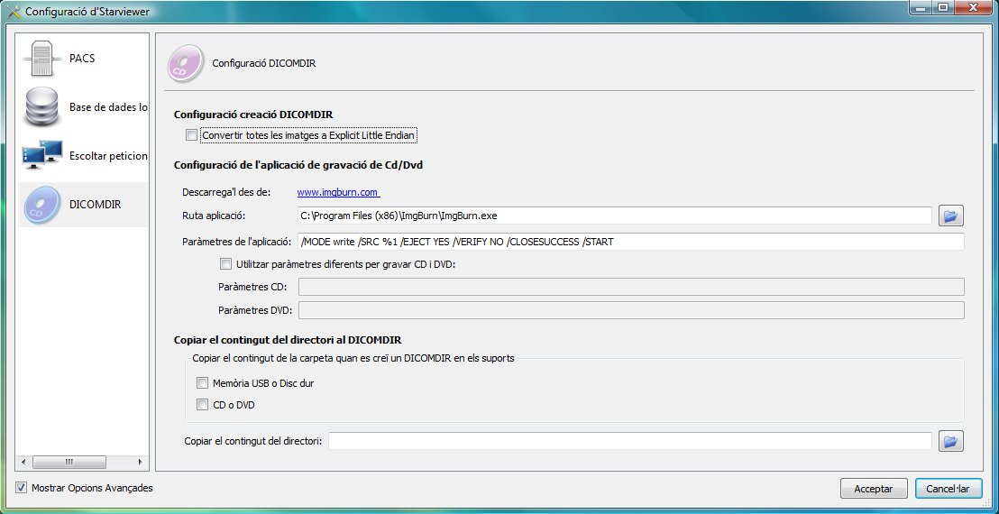 Configuració d'Starviewer
PACS
Base de dades lo
Escoltar peticion
DICOMDIR
CD
Configuració DICOMDIR
Configuració creació DICOMDIR
Convertir totes les imatges a Explicit Little Endian
Configuració de l'aplicació de gravació de Cd/Dvd
Descarrega'l des de: www.imgburn.com
Ruta aplicació: C:\Program Files (x86)\ImgBurn\ImgBurn.exe
Paràmetres de l'aplicació: /MODE write /SRC %1 /EJECT YES /VERIFY NO /CLOSESUCCESS /START
Utilitzar paràmetres diferents per gravar CD i DVD:
Paràmetres CD:
Paràmetres DVD:
Copiar el contingut del directori al DICOMDIR
Copiar el contingut de la carpeta quan es creï un DICOMDIR en els suports
Memòria USB o Disc dur
CD o DVD
Copiar el contingut del directori:
Mostrar Opcions Avançades
Acceptar
Cancel·lar